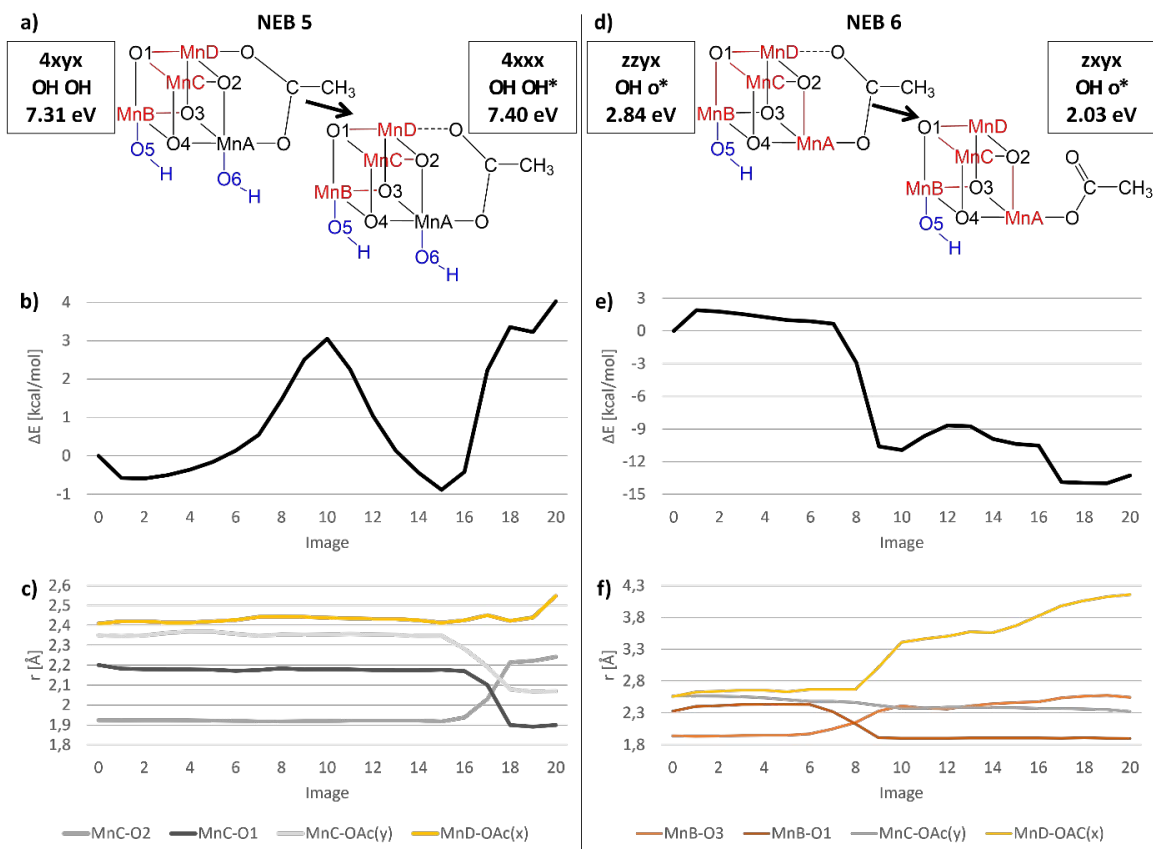 a)
NEB 5
4xyx
OH OH
7.31 eV
O1 MnD O
MnC O2 C CH3
MnB O3
O5 O4 MnA O
H O6 H
4xxx
OH OH*
7.40 eV
O1 MnD O
MnC O2 C CH3
MnB O3
O5 O4 MnA O
H O6 H
b)
ΔE [kcal/mol]
4
3
2
1
0
-1
0 2 4 6 8 10 12 14 16 18 20
Image
c)
r [Å]
2,6
2,5
2,4
2,3
2,2
2,1
2
1,9
1,8
0 2 4 6 8 10 12 14 16 18 20
Image
MnC-O2 MnC-O1 MnC-OAc(y) MnD-OAc(x)
d)
NEB 6
zzyx
OH o*
2.84 eV
O1 MnD O
MnC O2 C CH3
MnB O3
O5 O4 MnA O
H
zxyx
OH o*
2.03 eV
O1 MnD
MnC O2 O
MnB O3 C CH3
O5 O4 MnA O
H
e)
ΔE [kcal/mol]
3
0
-3
-6
-9
-12
-15
0 2 4 6 8 10 12 14 16 18 20
Image
f)
r [Å]
4,3
3,8
3,3
2,8
2,3
1,8
0 2 4 6 8 10 12 14 16 18 20
Image
MnB-O3 MnB-O1 MnC-OAc(y) MnD-OAC(x)